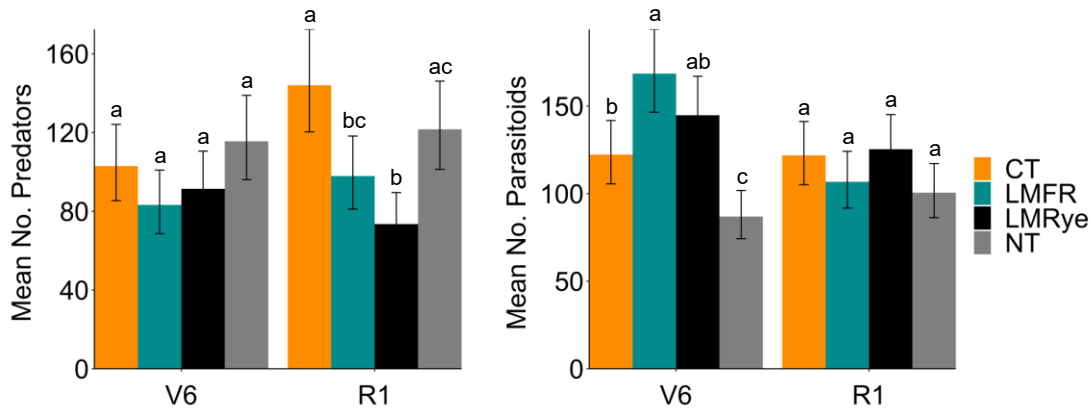 Mean No. Predators
160
120
80
40
0
a
a
a
a
a
bc
b
ac
V6
R1
Mean No. Parasitoids
150
100
50
0
b
a
ab
c
a
a
a
a
V6
R1
CT
LMFR
LMRye
NT